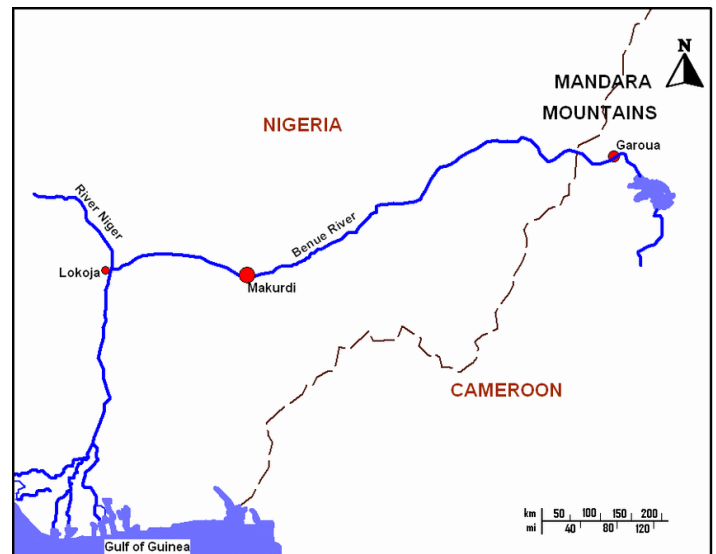 N
MANDARA
MOUNTAINS
NIGERIA
Garoua
River Niger
Benue River
Lokoja
Makurdi
CAMEROON
km 50 100 150 200
mi 40 80 120
Gulf of Guinea